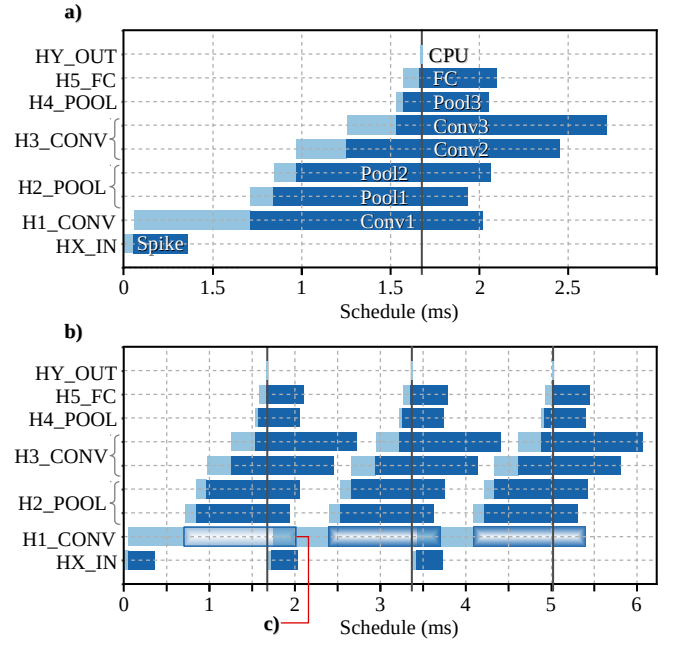 a)
HY_OUT CPU
H5_FC FC
H4_POOL Pool3
H3_CONV Conv3
Conv2
H2_POOL Pool2
Pool1
H1_CONV Conv1
HX_IN Spike
0 1.5 1 1.5 2 2.5
Schedule (ms)
b)
HY_OUT
H5_FC
H4_POOL
H3_CONV
H2_POOL
H1_CONV
HX_IN
0 1 2 3 4 5 6
c) Schedule (ms)